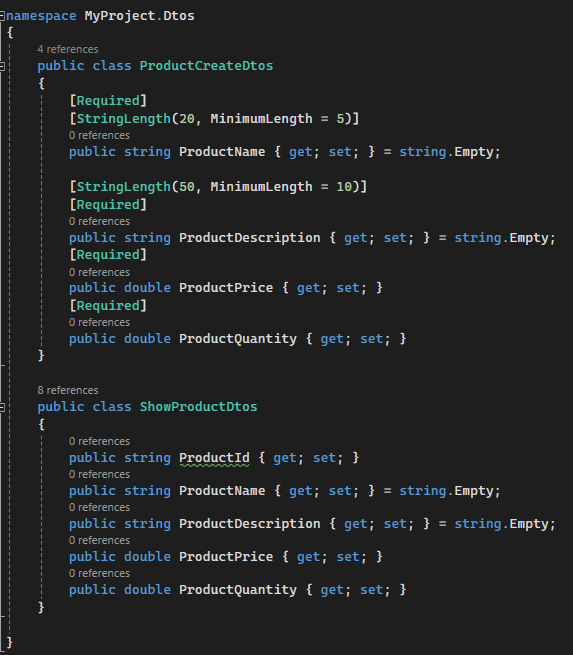 namespace MyProject.Dtos
{
4 references
public class ProductCreateDtos
{
[Required]
[StringLength(20, MinimumLength = 5)]
0 references
public string ProductName { get; set; } = string.Empty;
[StringLength(50, MinimumLength = 10)]
[Required]
0 references
public string ProductDescription { get; set; } = string.Empty;
[Required]
0 references
public double ProductPrice { get; set; }
[Required]
0 references
public double ProductQuantity { get; set; }
}
8 references
public class ShowProductDtos
{
0 references
public string ProductId { get; set; }
0 references
public string ProductName { get; set; } = string.Empty;
0 references
public string ProductDescription { get; set; } = string.Empty;
0 references
public double ProductPrice { get; set; }
0 references
public double ProductQuantity { get; set; }
}
}